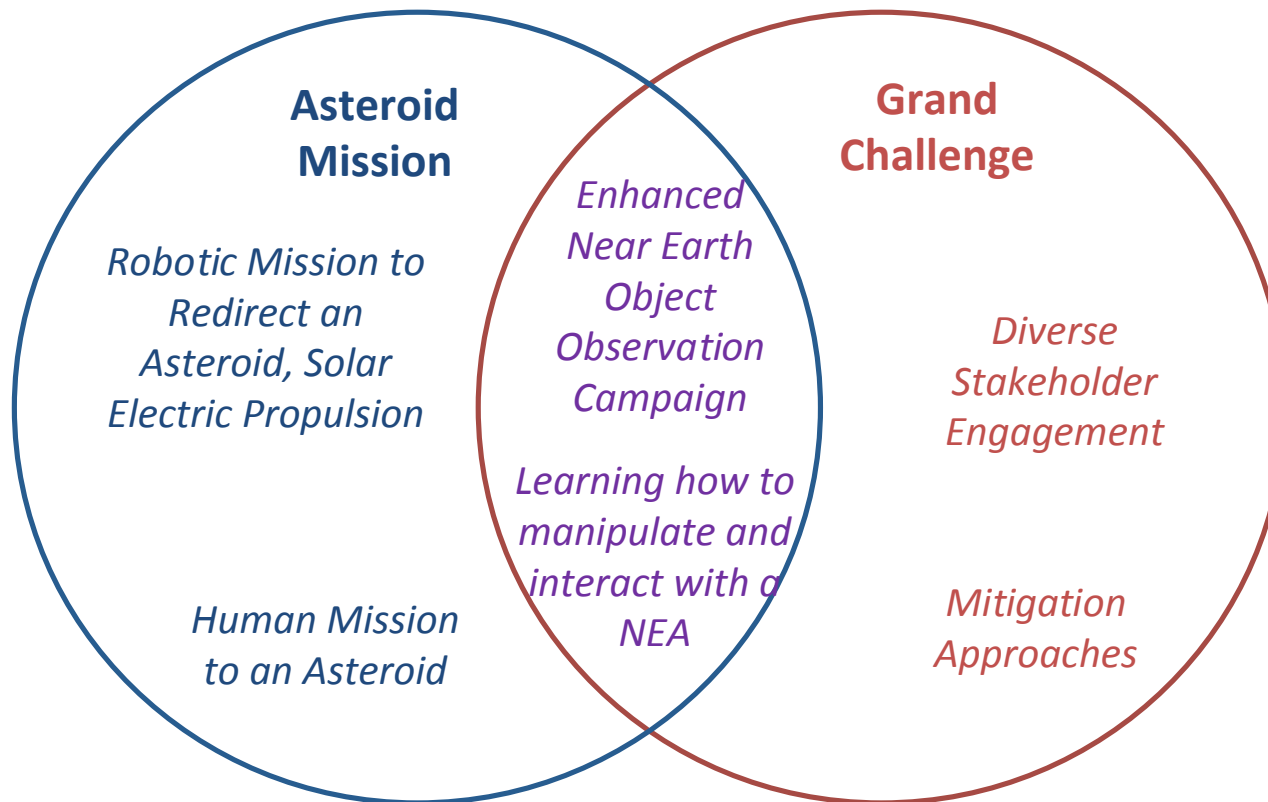 Asteroid
Mission
Robotic Mission to
Redirect an
Asteroid, Solar
Electric Propulsion
Human Mission
to an Asteroid
Enhanced
Near Earth
Object
Observation
Campaign
Learning how to
manipulate and
interact with a
NEA
Grand
Challenge
Diverse
Stakeholder
Engagement
Mitigation
Approaches